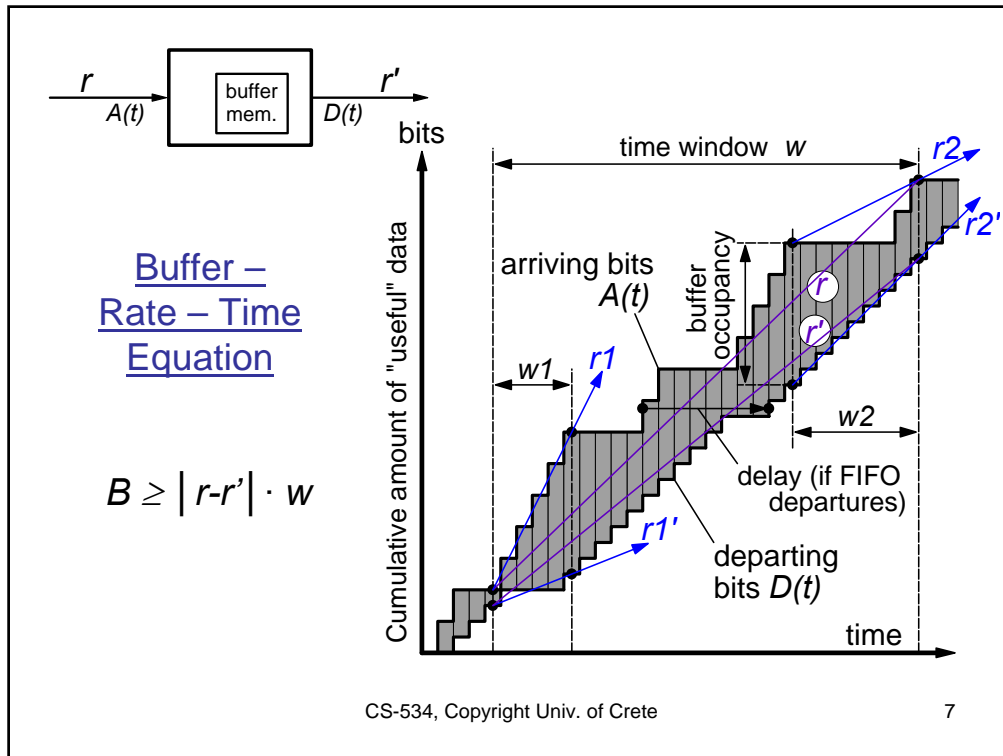 r
A(t)
buffer
mem.
r'
D(t)
bits
Cumulative amount of "useful" data
Buffer –
Rate – Time
Equation
B ≥ | r-r’| · w
time window w
r2
r2'
arriving bits
A(t)
buffer
occupancy
r
r'
w1
r1
w2
delay (if FIFO
departures)
r1'
departing
bits D(t)
time
CS-534, Copyright Univ. of Crete
7